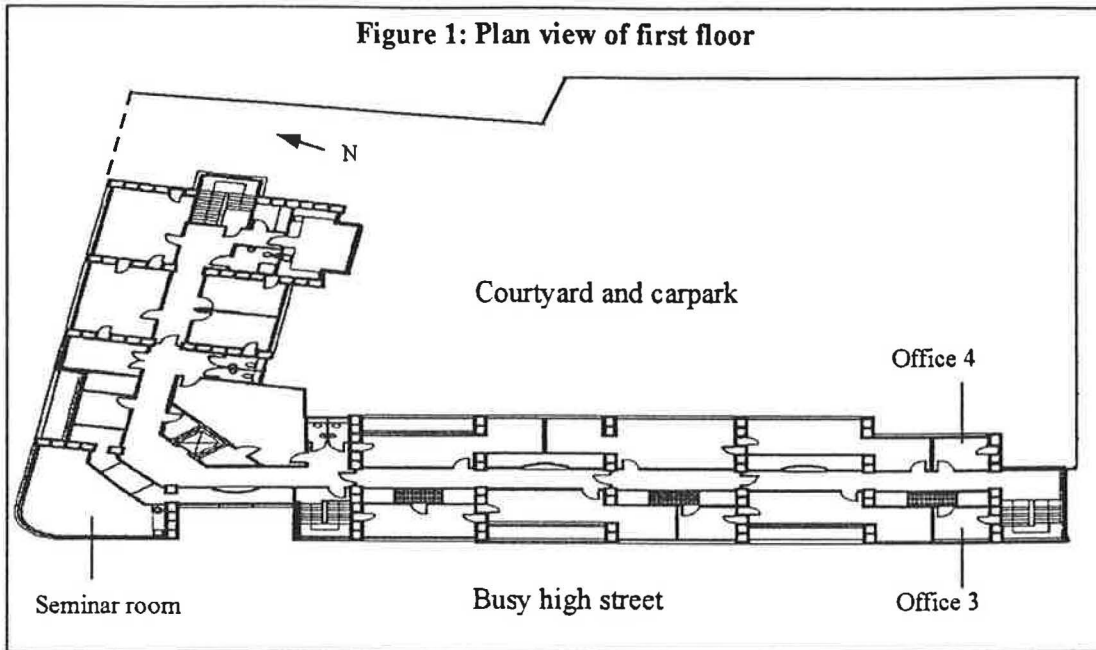 Figure 1: Plan view of first floor
N
Courtyard and carpark
Office 4
Seminar room
Busy high street
Office 3